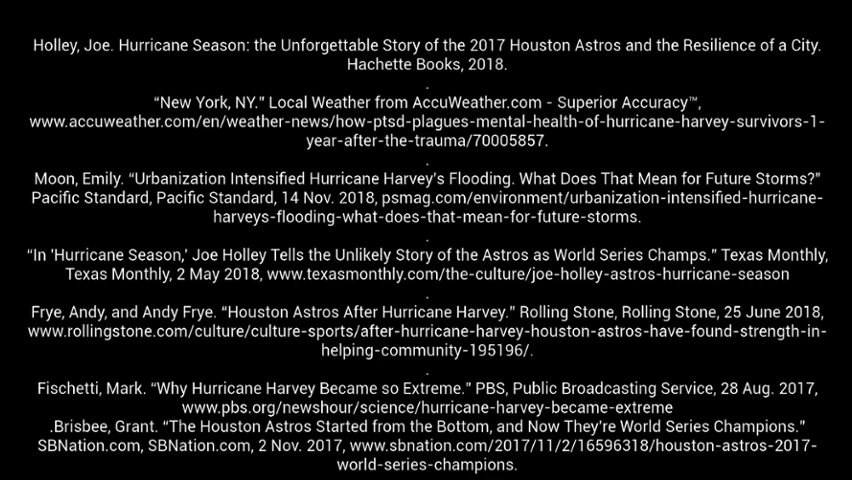 Holley, Joe. Hurricane Season: the Unforgettable Story of the 2017 Houston Astros and the Resilience of a City.
Hachette Books, 2018.
.
“New York, NY.” Local Weather from AccuWeather.com - Superior Accuracy™,
www.accuweather.com/en/weather-news/how-ptsd-plagues-mental-health-of-hurricane-harvey-survivors-1-
year-after-the-trauma/70005857.
.
Moon, Emily. “Urbanization Intensified Hurricane Harvey's Flooding. What Does That Mean for Future Storms?”
Pacific Standard, Pacific Standard, 14 Nov. 2018, psmag.com/environment/urbanization-intensified-hurricane-
harveys-flooding-what-does-that-mean-for-future-storms.
.
“In 'Hurricane Season,' Joe Holley Tells the Unlikely Story of the Astros as World Series Champs.” Texas Monthly,
Texas Monthly, 2 May 2018, www.texasmonthly.com/the-culture/joe-holley-astros-hurricane-season
.
Frye, Andy, and Andy Frye. “Houston Astros After Hurricane Harvey.” Rolling Stone, Rolling Stone, 25 June 2018,
www.rollingstone.com/culture/culture-sports/after-hurricane-harvey-houston-astros-have-found-strength-in-
helping-community-195196/.
.
Fischetti, Mark. “Why Hurricane Harvey Became so Extreme.” PBS, Public Broadcasting Service, 28 Aug. 2017,
www.pbs.org/newshour/science/hurricane-harvey-became-extreme
.Brisbee, Grant. “The Houston Astros Started from the Bottom, and Now They're World Series Champions.”
SBNation.com, SBNation.com, 2 Nov. 2017, www.sbnation.com/2017/11/2/16596318/houston-astros-2017-
world-series-champions.